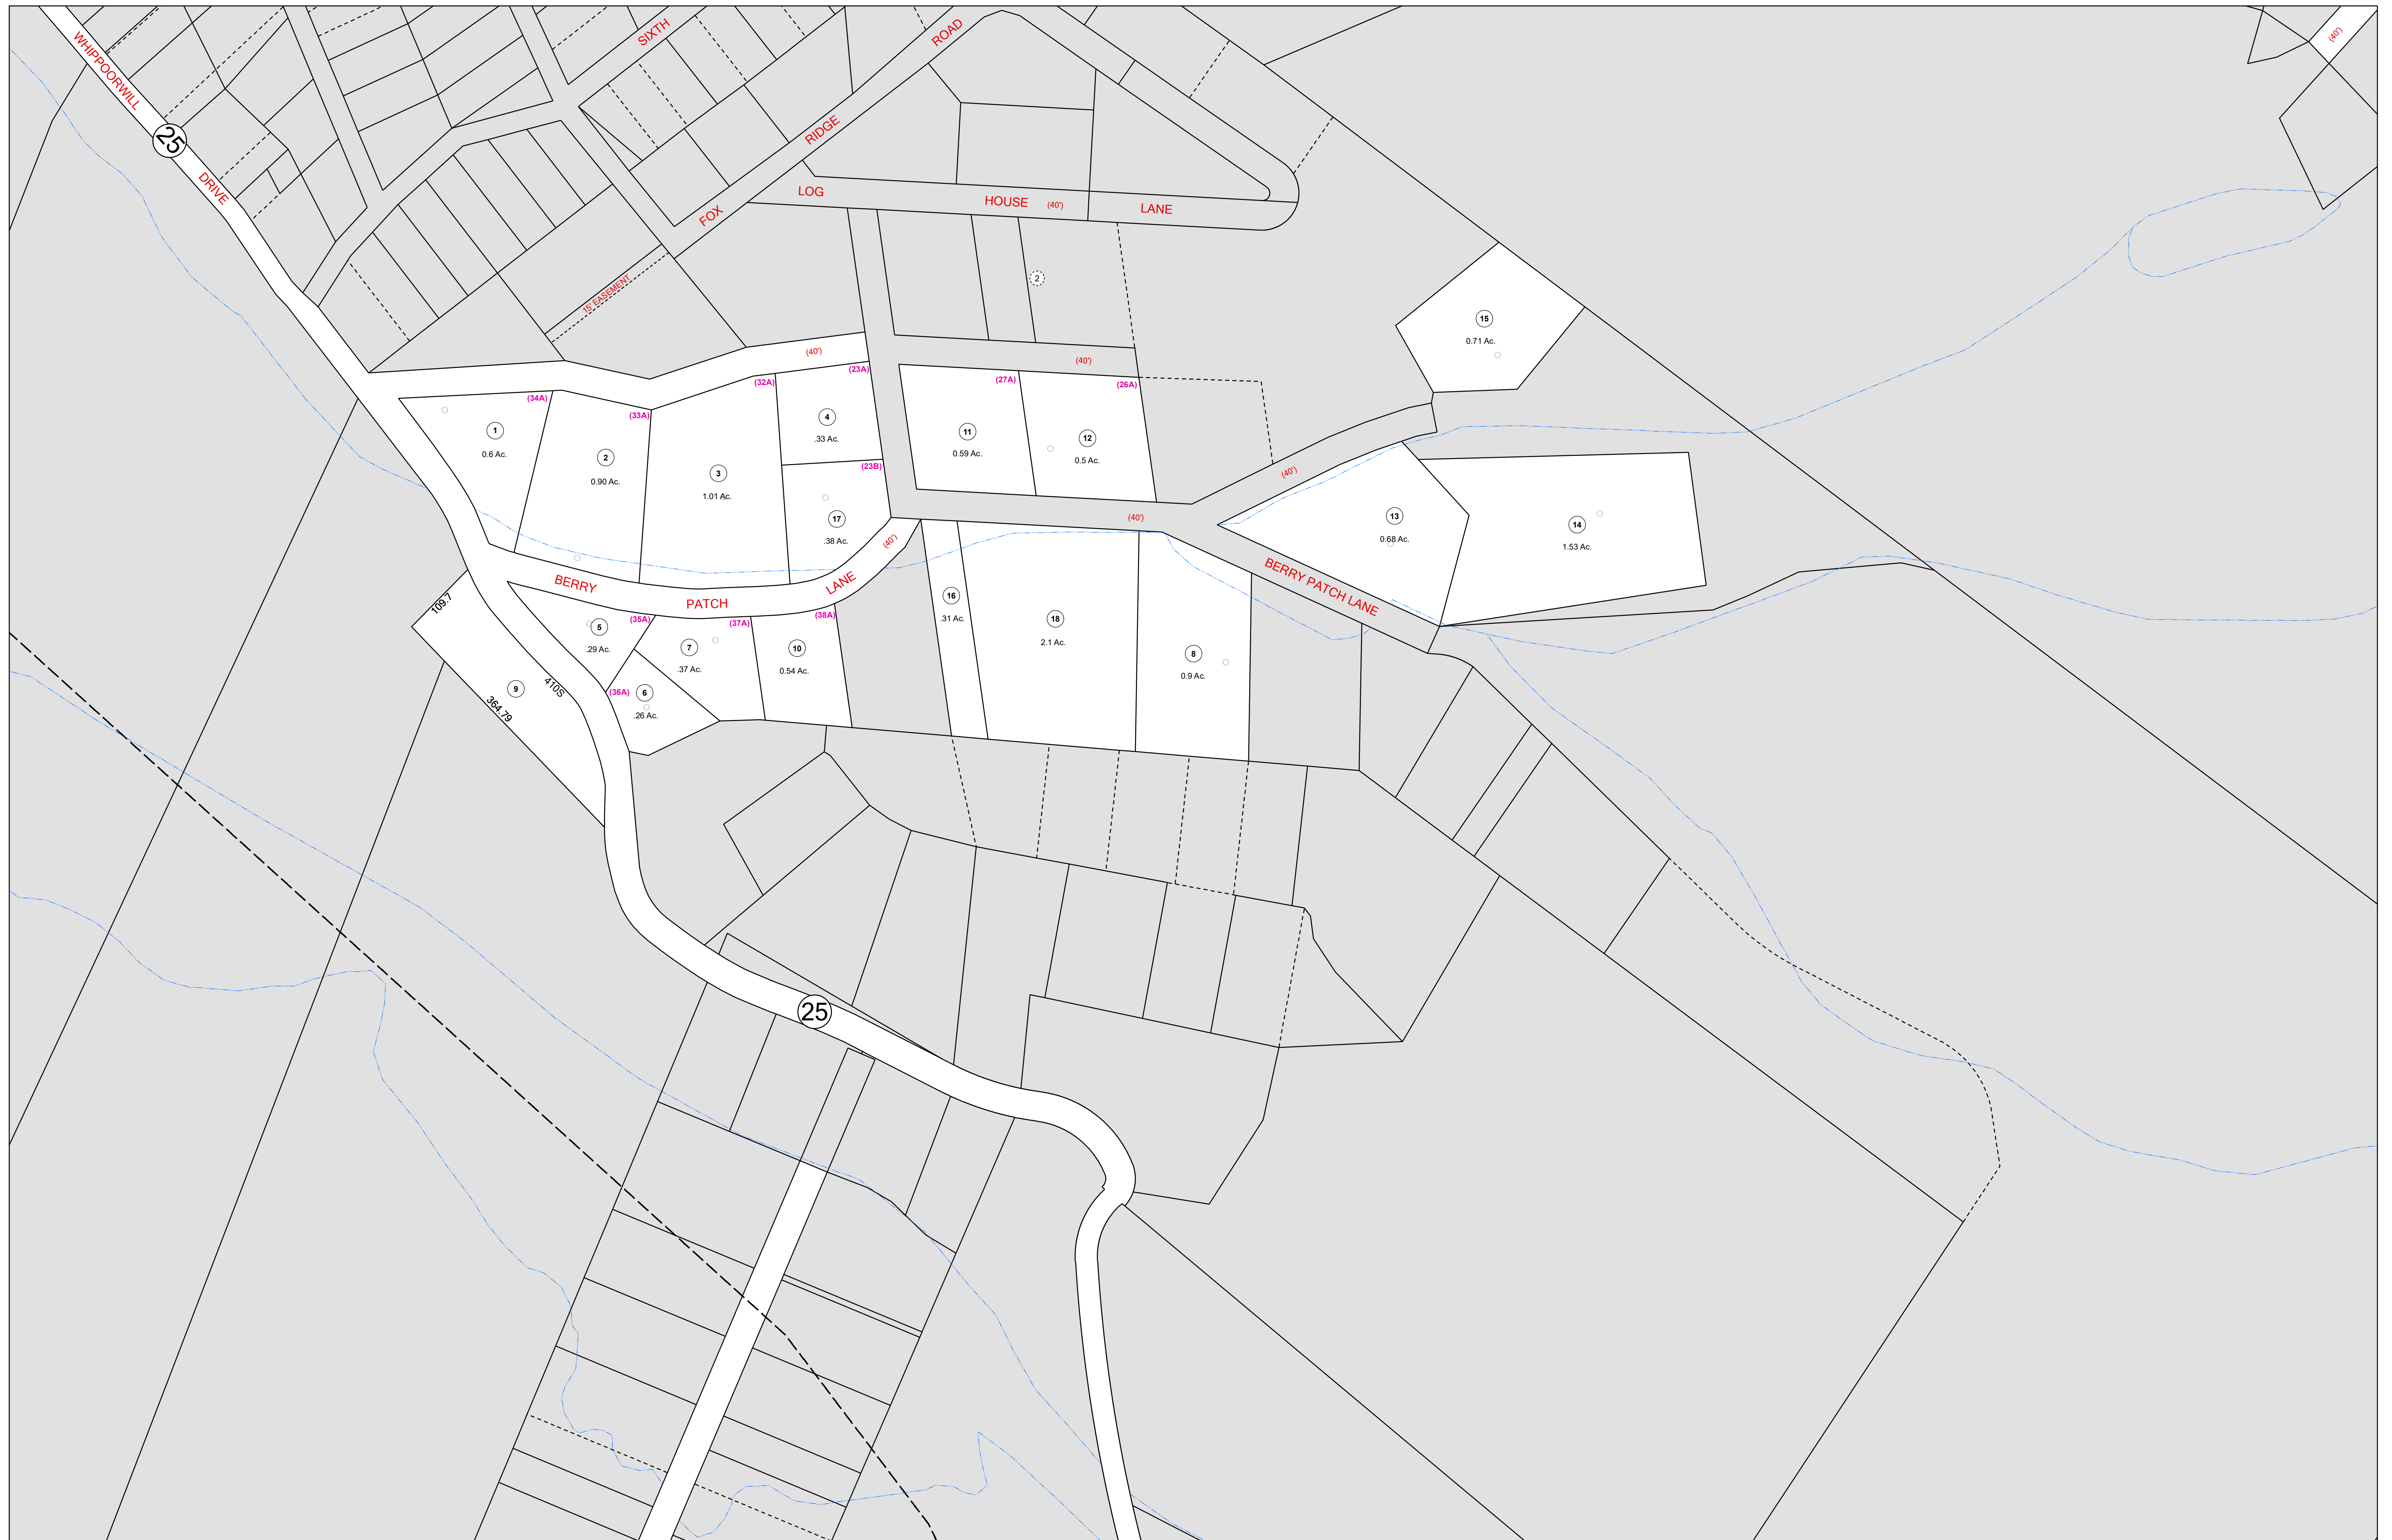 WHIPPOORWILL
25
DRIVE
SIXTH
FOX
RIDGE
ROAD
LOG
HOUSE
(40')
LANE
(40')
2
15' EASEMENT
(40')
(40')
(34A)
1
0.6 Ac.
(33A)
2
0.90 Ac.
(32A)
3
1.01 Ac.
(23A)
4
.33 Ac.
(23B)
17
.38 Ac.
(27A)
11
0.59 Ac.
(26A)
12
0.5 Ac.
15
0.71 Ac.
(40')
(40')
13
0.68 Ac.
14
1.53 Ac.
BERRY
PATCH
LANE
(40')
BERRY PATCH LANE
109.7
9
364.79
410S
(35A)
5
.29 Ac.
(36A)
6
.26 Ac.
(37A)
7
.37 Ac.
(38A)
10
0.54 Ac.
16
.31 Ac.
18
2.1 Ac.
8
0.9 Ac.
25